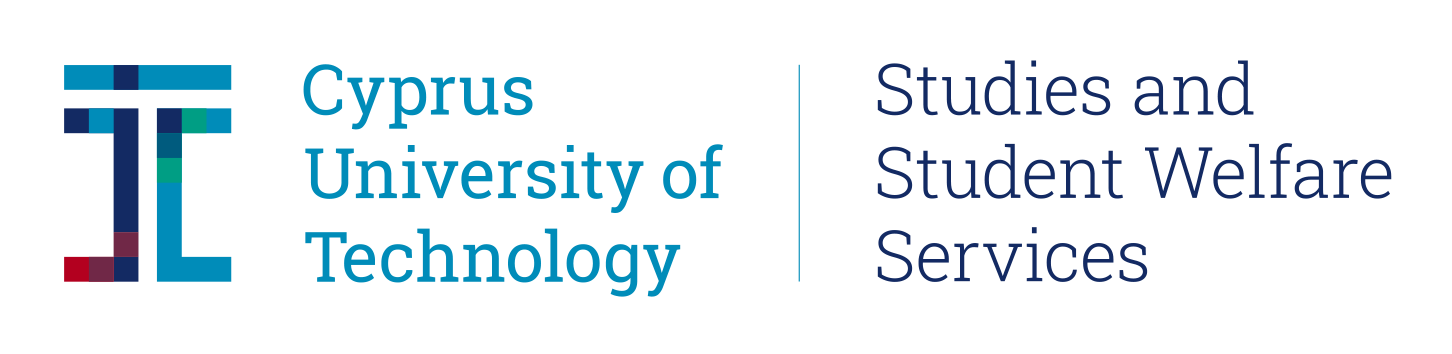 Cyprus
University of
Technology
Studies and
Student Welfare
Services